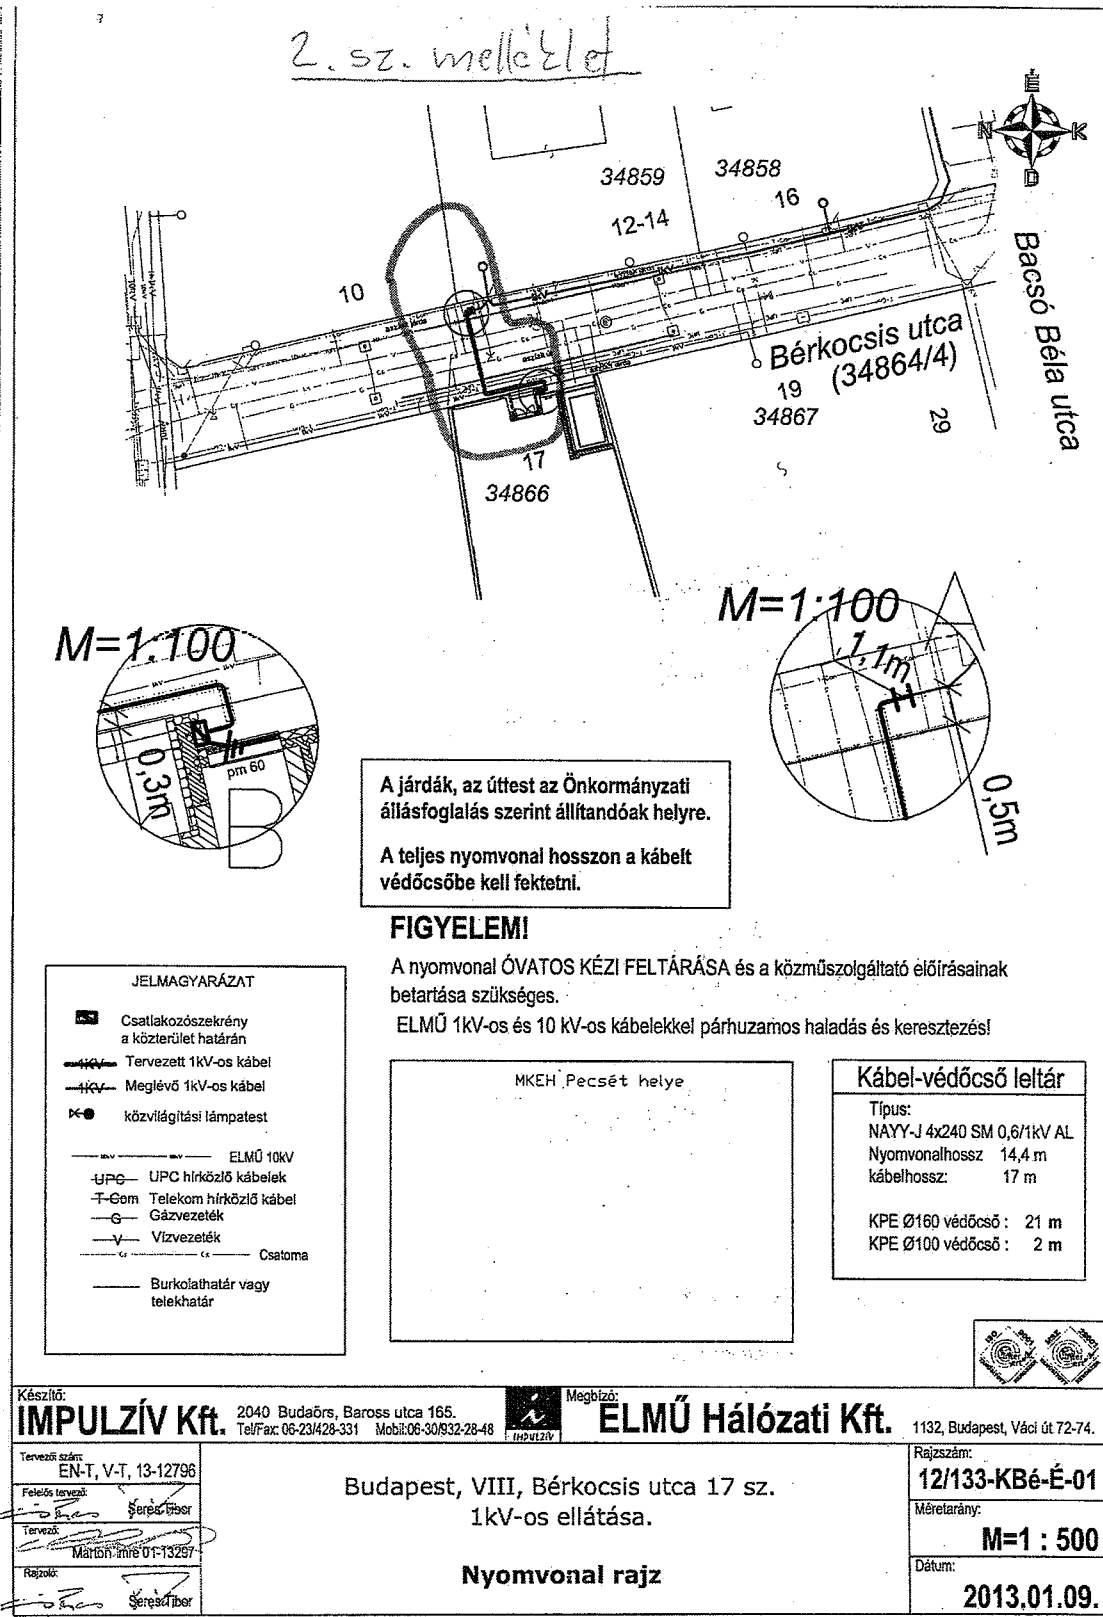 2. sz. melléklet
É
N K
D
34859
34858
16
12-14
10
Bérkocsis utca
(34864/4)
Bacsó Béla utca
19
34867
29
17
34866
M=1:100
M=1:100
1,1m
0,3m
pm 60
B
A
0,5m
A járdák, az úttest az Önkormányzati
állásfoglalás szerint állítandóak helyre.
A teljes nyomvonal hosszon a kábelt
védőcsőbe kell fektetni.
FIGYELEM!
A nyomvonal ÓVATOS KÉZI FELTÁRÁSA és a közműszolgáltató előírásainak
betartása szükséges.
ELMŰ 1kV-os és 10 kV-os kábelekkel párhuzamos haladás és keresztezés!
JELMAGYARÁZAT
Csatlakozószekrény
a közterület határán
1KV Tervezett 1kV-os kábel
1KV Meglévő 1kV-os kábel
közvilágítási lámpatest
ELMŰ 10kV
UPC UPC hírközlő kábelek
T-Com Telekom hírközlő kábel
G Gázvezeték
V Vízvezeték
Cs Cs Csatorna
Burkolathatár vagy
telekhatár
MKEH Pecsét helye
Kábel-védőcső leltár
Típus:
NAYY-J 4x240 SM 0,6/1kV AL
Nyomvonalhossz 14,4 m
kábelhossz: 17 m
KPE Ø160 védőcső : 21 m
KPE Ø100 védőcső : 2 m
Készítő:
IMPULZÍV Kft.
2040 Budaörs, Baross utca 165.
Tel/Fax: 06-23/428-331 Mobil:06-30/932-28-48
IMPULZÍV
Megbízó:
ELMŰ Hálózati Kft.
1132, Budapest, Váci út 72-74.
Tervezői szám:
EN-T, V-T, 13-12796
Felelős tervező:
Seres Tibor
Tervező:
Márton Imre 01-13297
Rajzoló:
Seres Tibor
Budapest, VIII, Bérkocsis utca 17 sz.
1kV-os ellátása.
Nyomvonal rajz
Rajzszám:
12/133-KBé-É-01
Méretarány:
M=1 : 500
Dátum:
2013.01.09.